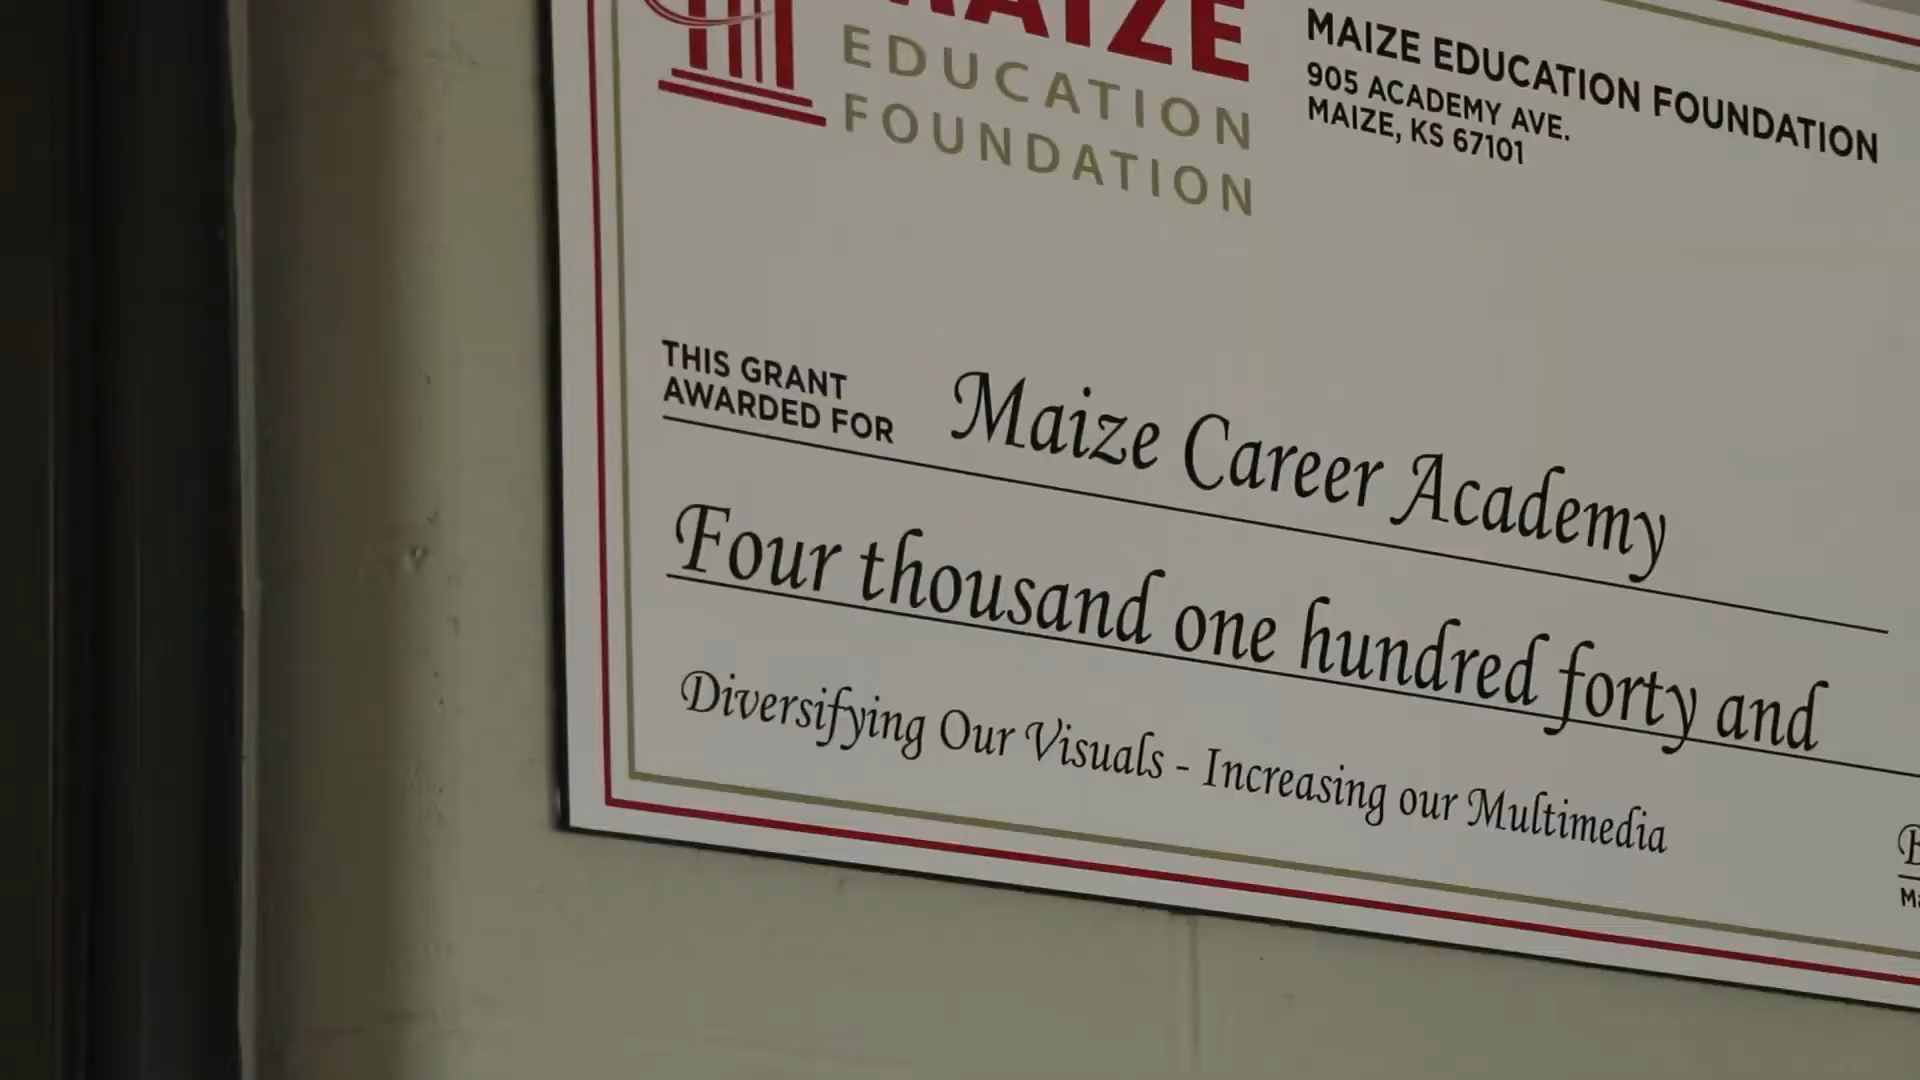 MAIZE
EDUCATION
FOUNDATION
MAIZE EDUCATION FOUNDATION
905 ACADEMY AVE.
MAIZE, KS 67101
THIS GRANT
AWARDED FOR
Maize Career Academy
Four thousand one hundred forty and
Diversifying Our Visuals - Increasing our Multimedia